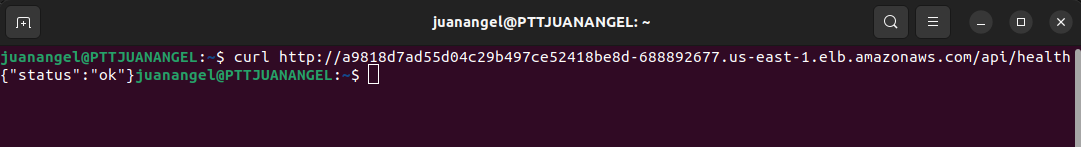 juanangel@PTTJUANANGEL: ~
juanangel@PTTJUANANGEL:~$ curl http://a9818d7ad55d04c29b497ce52418be8d-688892677.us-east-1.elb.amazonaws.com/api/health
{"status":"ok"}juanangel@PTTJUANANGEL:~$